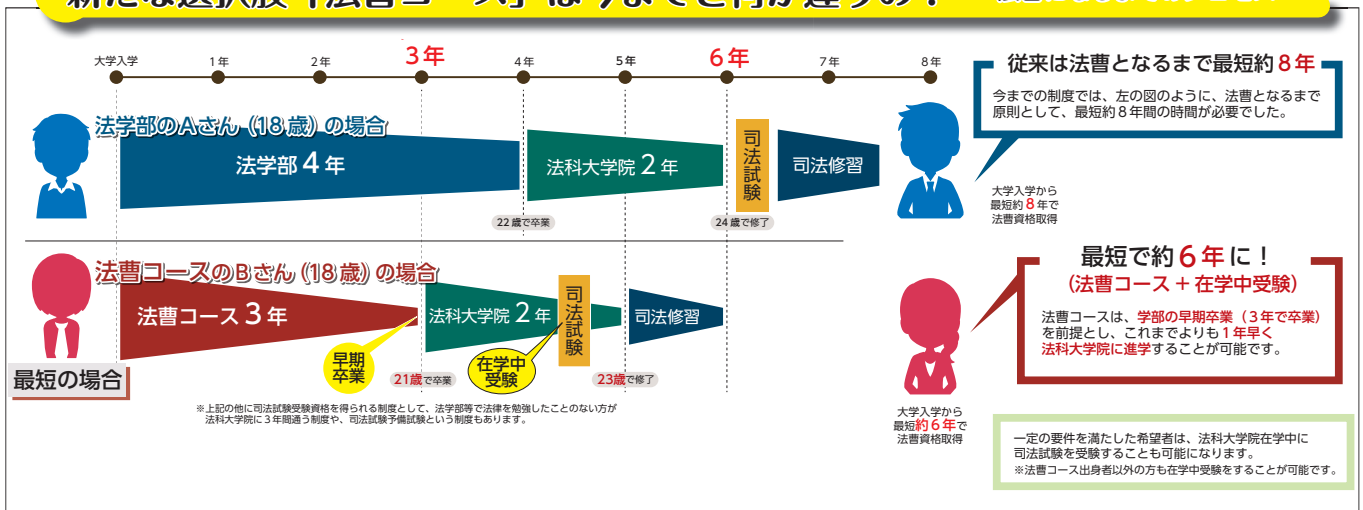 新たな選択肢「法曹コース」は今までと何が違うの？
大学入学
1年
2年
3年
4年
5年
6年
7年
8年
法学部のAさん（18歳）の場合
法学部4年
法科大学院2年
司法試験
司法修習
22歳で卒業
24歳で修了
大学入学から
最短約8年で
法曹資格取得
従来は法曹となるまで最短約8年
今までの制度では、左の図のように、法曹となるまで
原則として、最短約8年間の時間が必要でした。
法曹コースのBさん（18歳）の場合
法曹コース3年
法科大学院2年
司法試験
司法修習
早期
卒業
在学中
受験
21歳で卒業
23歳で修了
最短の場合
※上記の他に司法試験受験資格を得られる制度として、法学部等で法律を勉強したことのない方が
法科大学院に3年間通う制度や、司法試験予備試験という制度もあります。
大学入学から
最短約6年で
法曹資格取得
最短で約6年に！
（法曹コース＋在学中受験）
法曹コースは、学部の早期卒業（3年で卒業）
を前提とし、これまでよりも1年早く
法科大学院に進学することが可能です。
一定の要件を満たした希望者は、法科大学院在学中に
司法試験を受験することも可能になります。
※法曹コース出身者以外の方も在学中受験をすることが可能です。